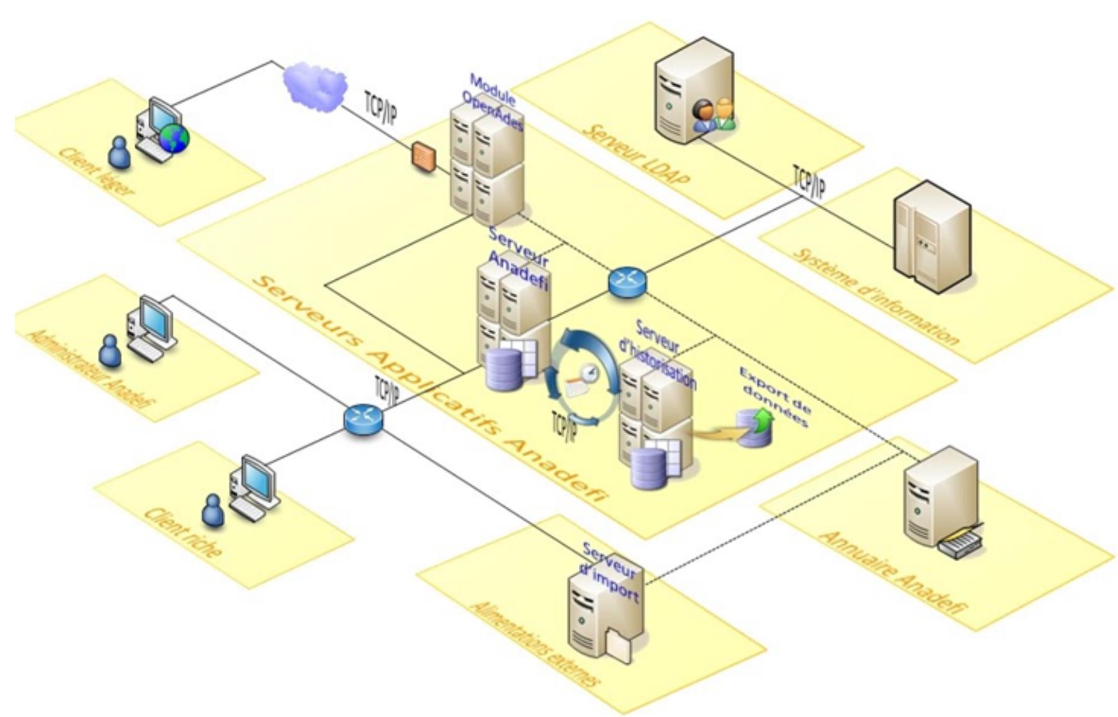 Module
OpenAdes
TCP/IP
Client léger
Serveur LDAP
TCP/IP
Système d'information
Serveur
Anadefi
Serveurs Applicatifs Anadefi
Administrateur Anadefi
TCP/IP
Serveur
d'historisation
TCP/IP
Export de
données
Client riche
Annuaire Anadefi
Serveur
d'import
Alimentations externes